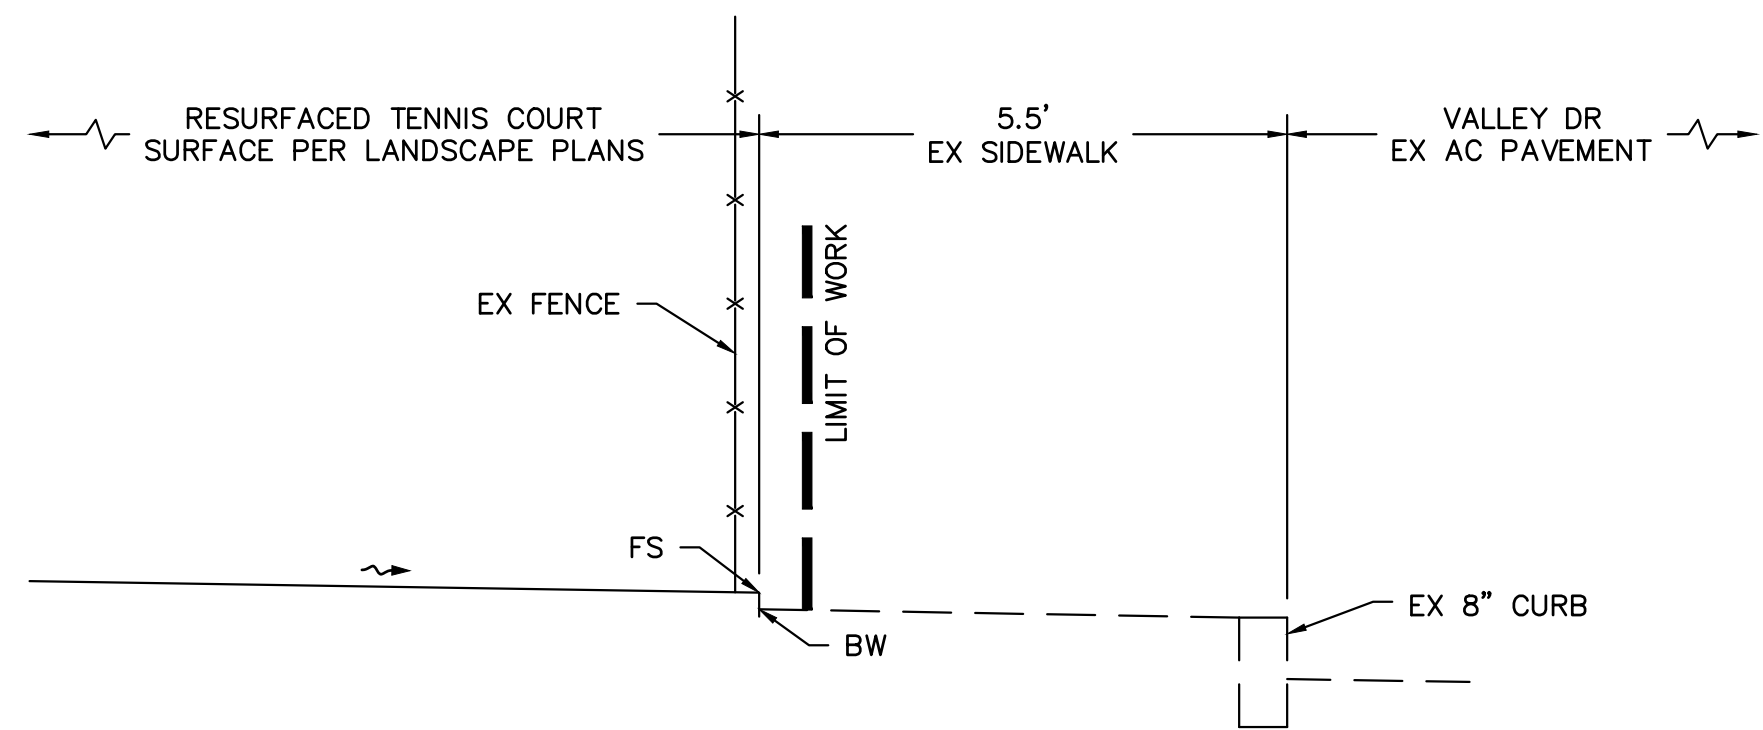 RESURFACED TENNIS COURT
SURFACE PER LANDSCAPE PLANS
5.5'
EX SIDEWALK
VALLEY DR
EX AC PAVEMENT
LIMIT OF WORK
EX FENCE
FS
BW
EX 8" CURB